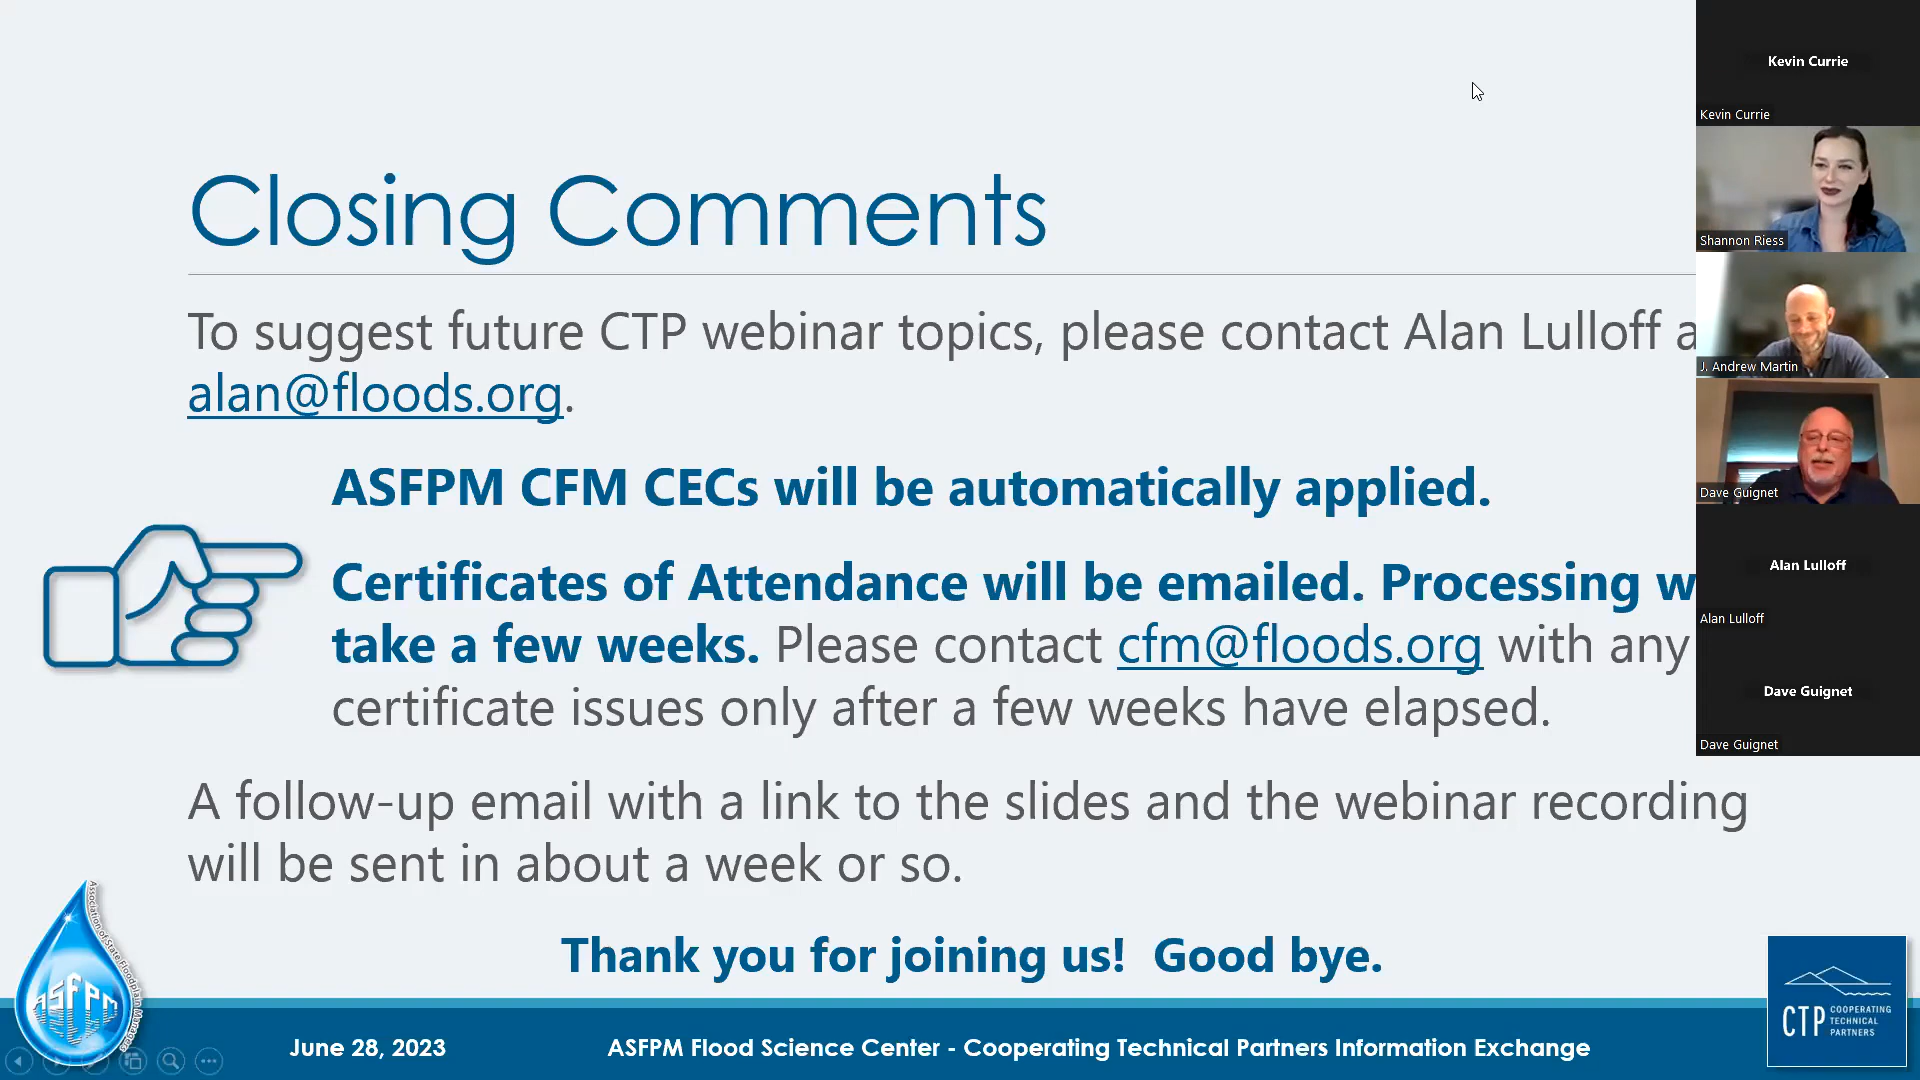 Closing Comments
To suggest future CTP webinar topics, please contact Alan Lulloff a
alan@floods.org.
ASFPM CFM CECs will be automatically applied.
Certificates of Attendance will be emailed. Processing w
take a few weeks. Please contact cfm@floods.org with any
certificate issues only after a few weeks have elapsed.
A follow-up email with a link to the slides and the webinar recording
will be sent in about a week or so.
Thank you for joining us!  Good bye.
Kevin Currie
Kevin Currie
Shannon Riess
J. Andrew Martin
Dave Guignet
Alan Lulloff
Alan Lulloff
Dave Guignet
Dave Guignet
Association of State Floodplain Managers
ASFPM
June 28, 2023
ASFPM Flood Science Center - Cooperating Technical Partners Information Exchange
CTP
COOPERATING
TECHNICAL
PARTNERS